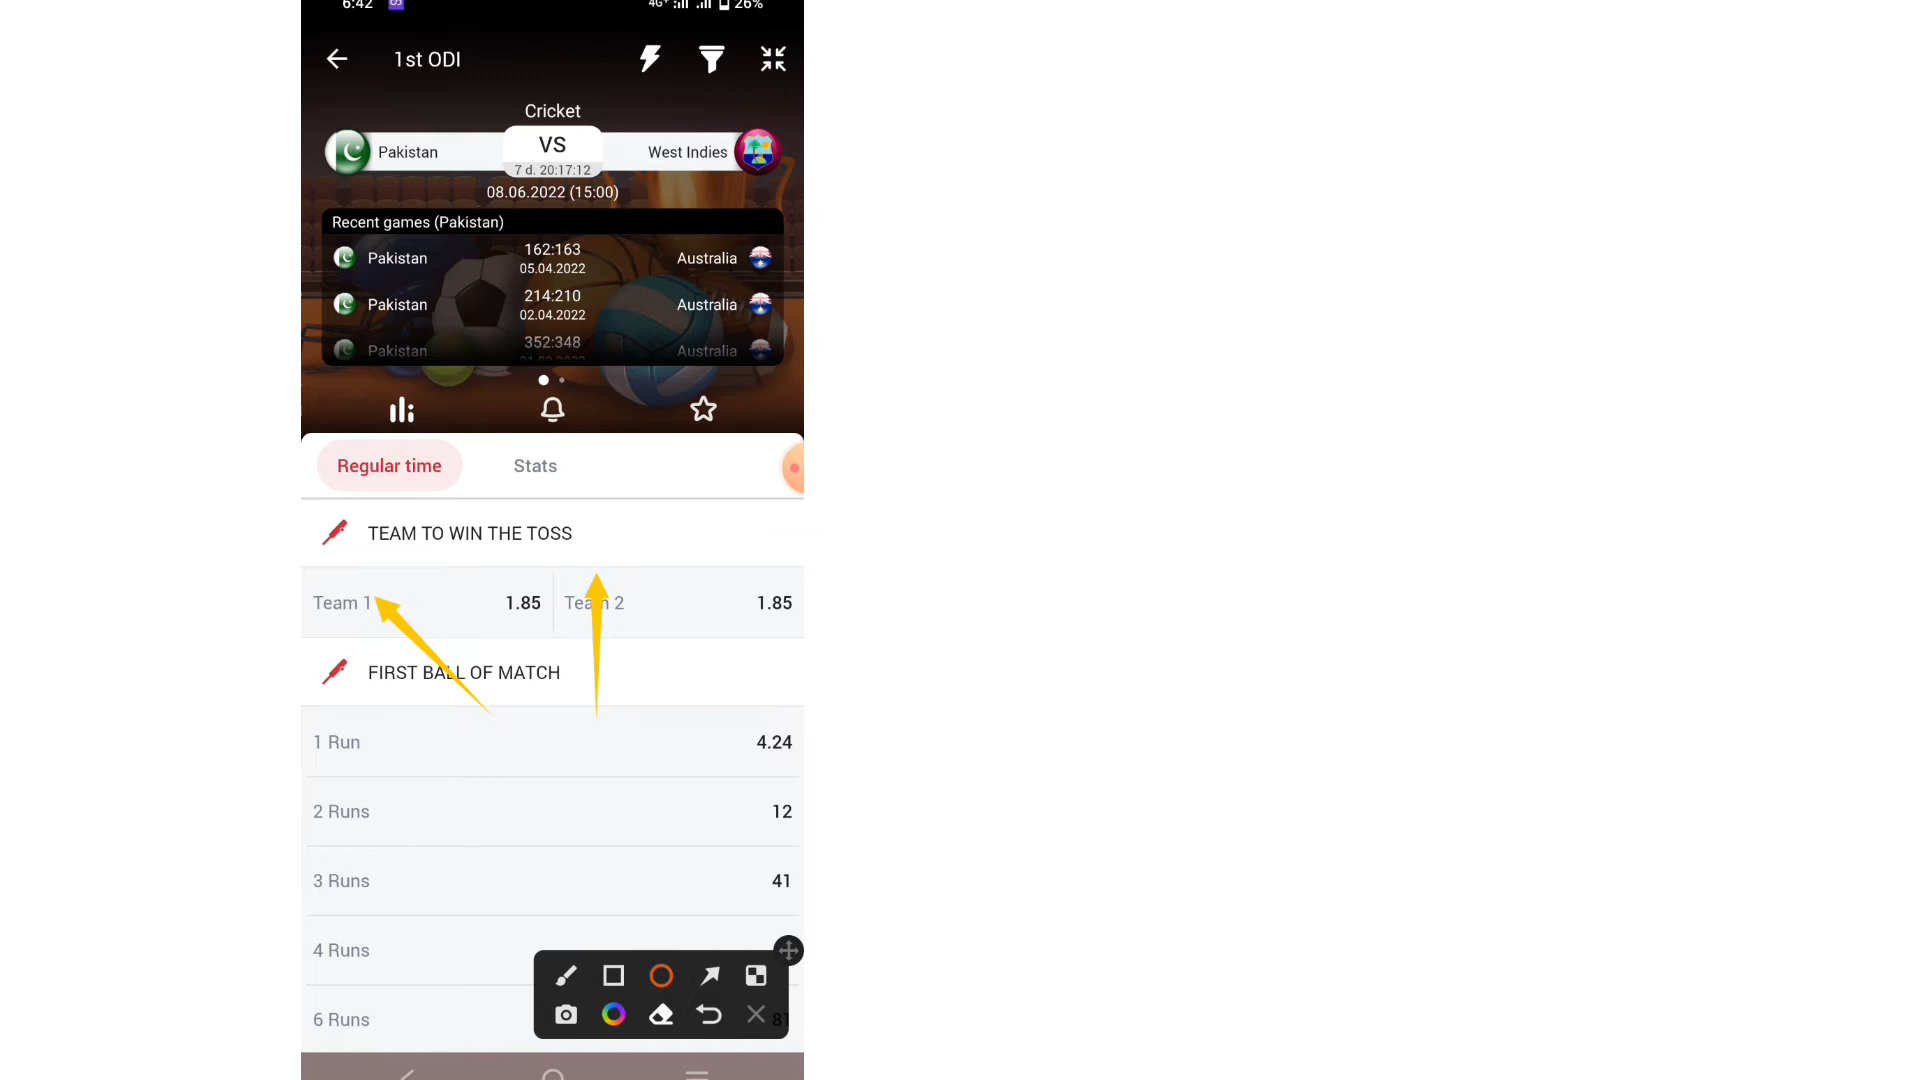 6:42 4G+ 26%
1st ODI
Cricket
Pakistan VS West Indies
7 d. 20:17:12
08.06.2022 (15:00)
Recent games (Pakistan)
Pakistan 162:163 Australia
05.04.2022
Pakistan 214:210 Australia
02.04.2022
Pakistan 352:348 Australia
Regular time Stats
TEAM TO WIN THE TOSS
Team 1 1.85 Team 2 1.85
FIRST BALL OF MATCH
1 Run 4.24
2 Runs 12
3 Runs 41
4 Runs
6 Runs 81